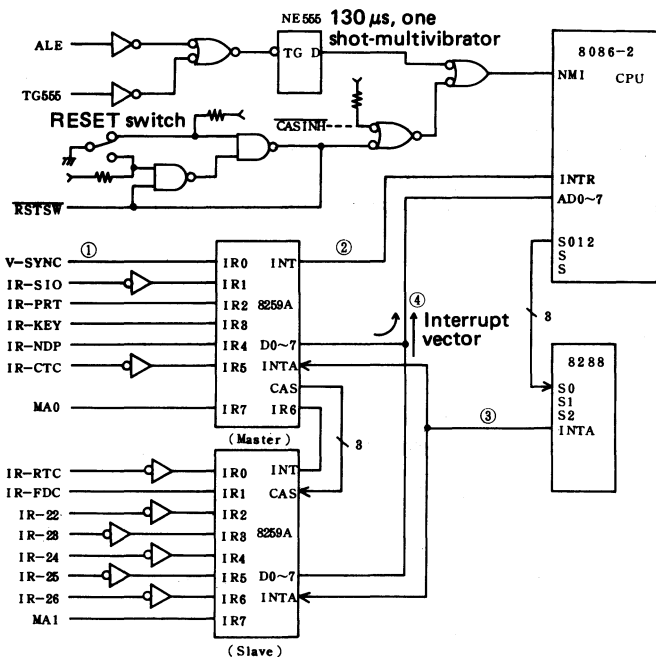 NE555 130 μs, one
shot-multivibrator
ALE
TG D
8086-2
CPU
NMI
TG555
RESET switch
CASINH
RSTSW
INTR
AD0~7
S012
S
S
V-SYNC ① IR0 INT ②
IR-SIO IR1
IR-PRT IR2 8259A
IR-KEY IR3
IR-NDP IR4 D0~7
IR-CTC IR5 INTA
CAS
MA0 IR7 IR6
(Master)
④
Interrupt
vector
3
8288
S0
S1
S2
③ INTA
3
IR-RTC IR0 INT
IR-FDC IR1 CAS
IR-22 IR2
IR-23 IR3 8259A
IR-24 IR4
IR-25 IR5 D0~7
IR-26 IR6 INTA
MA1 IR7
(Slave)